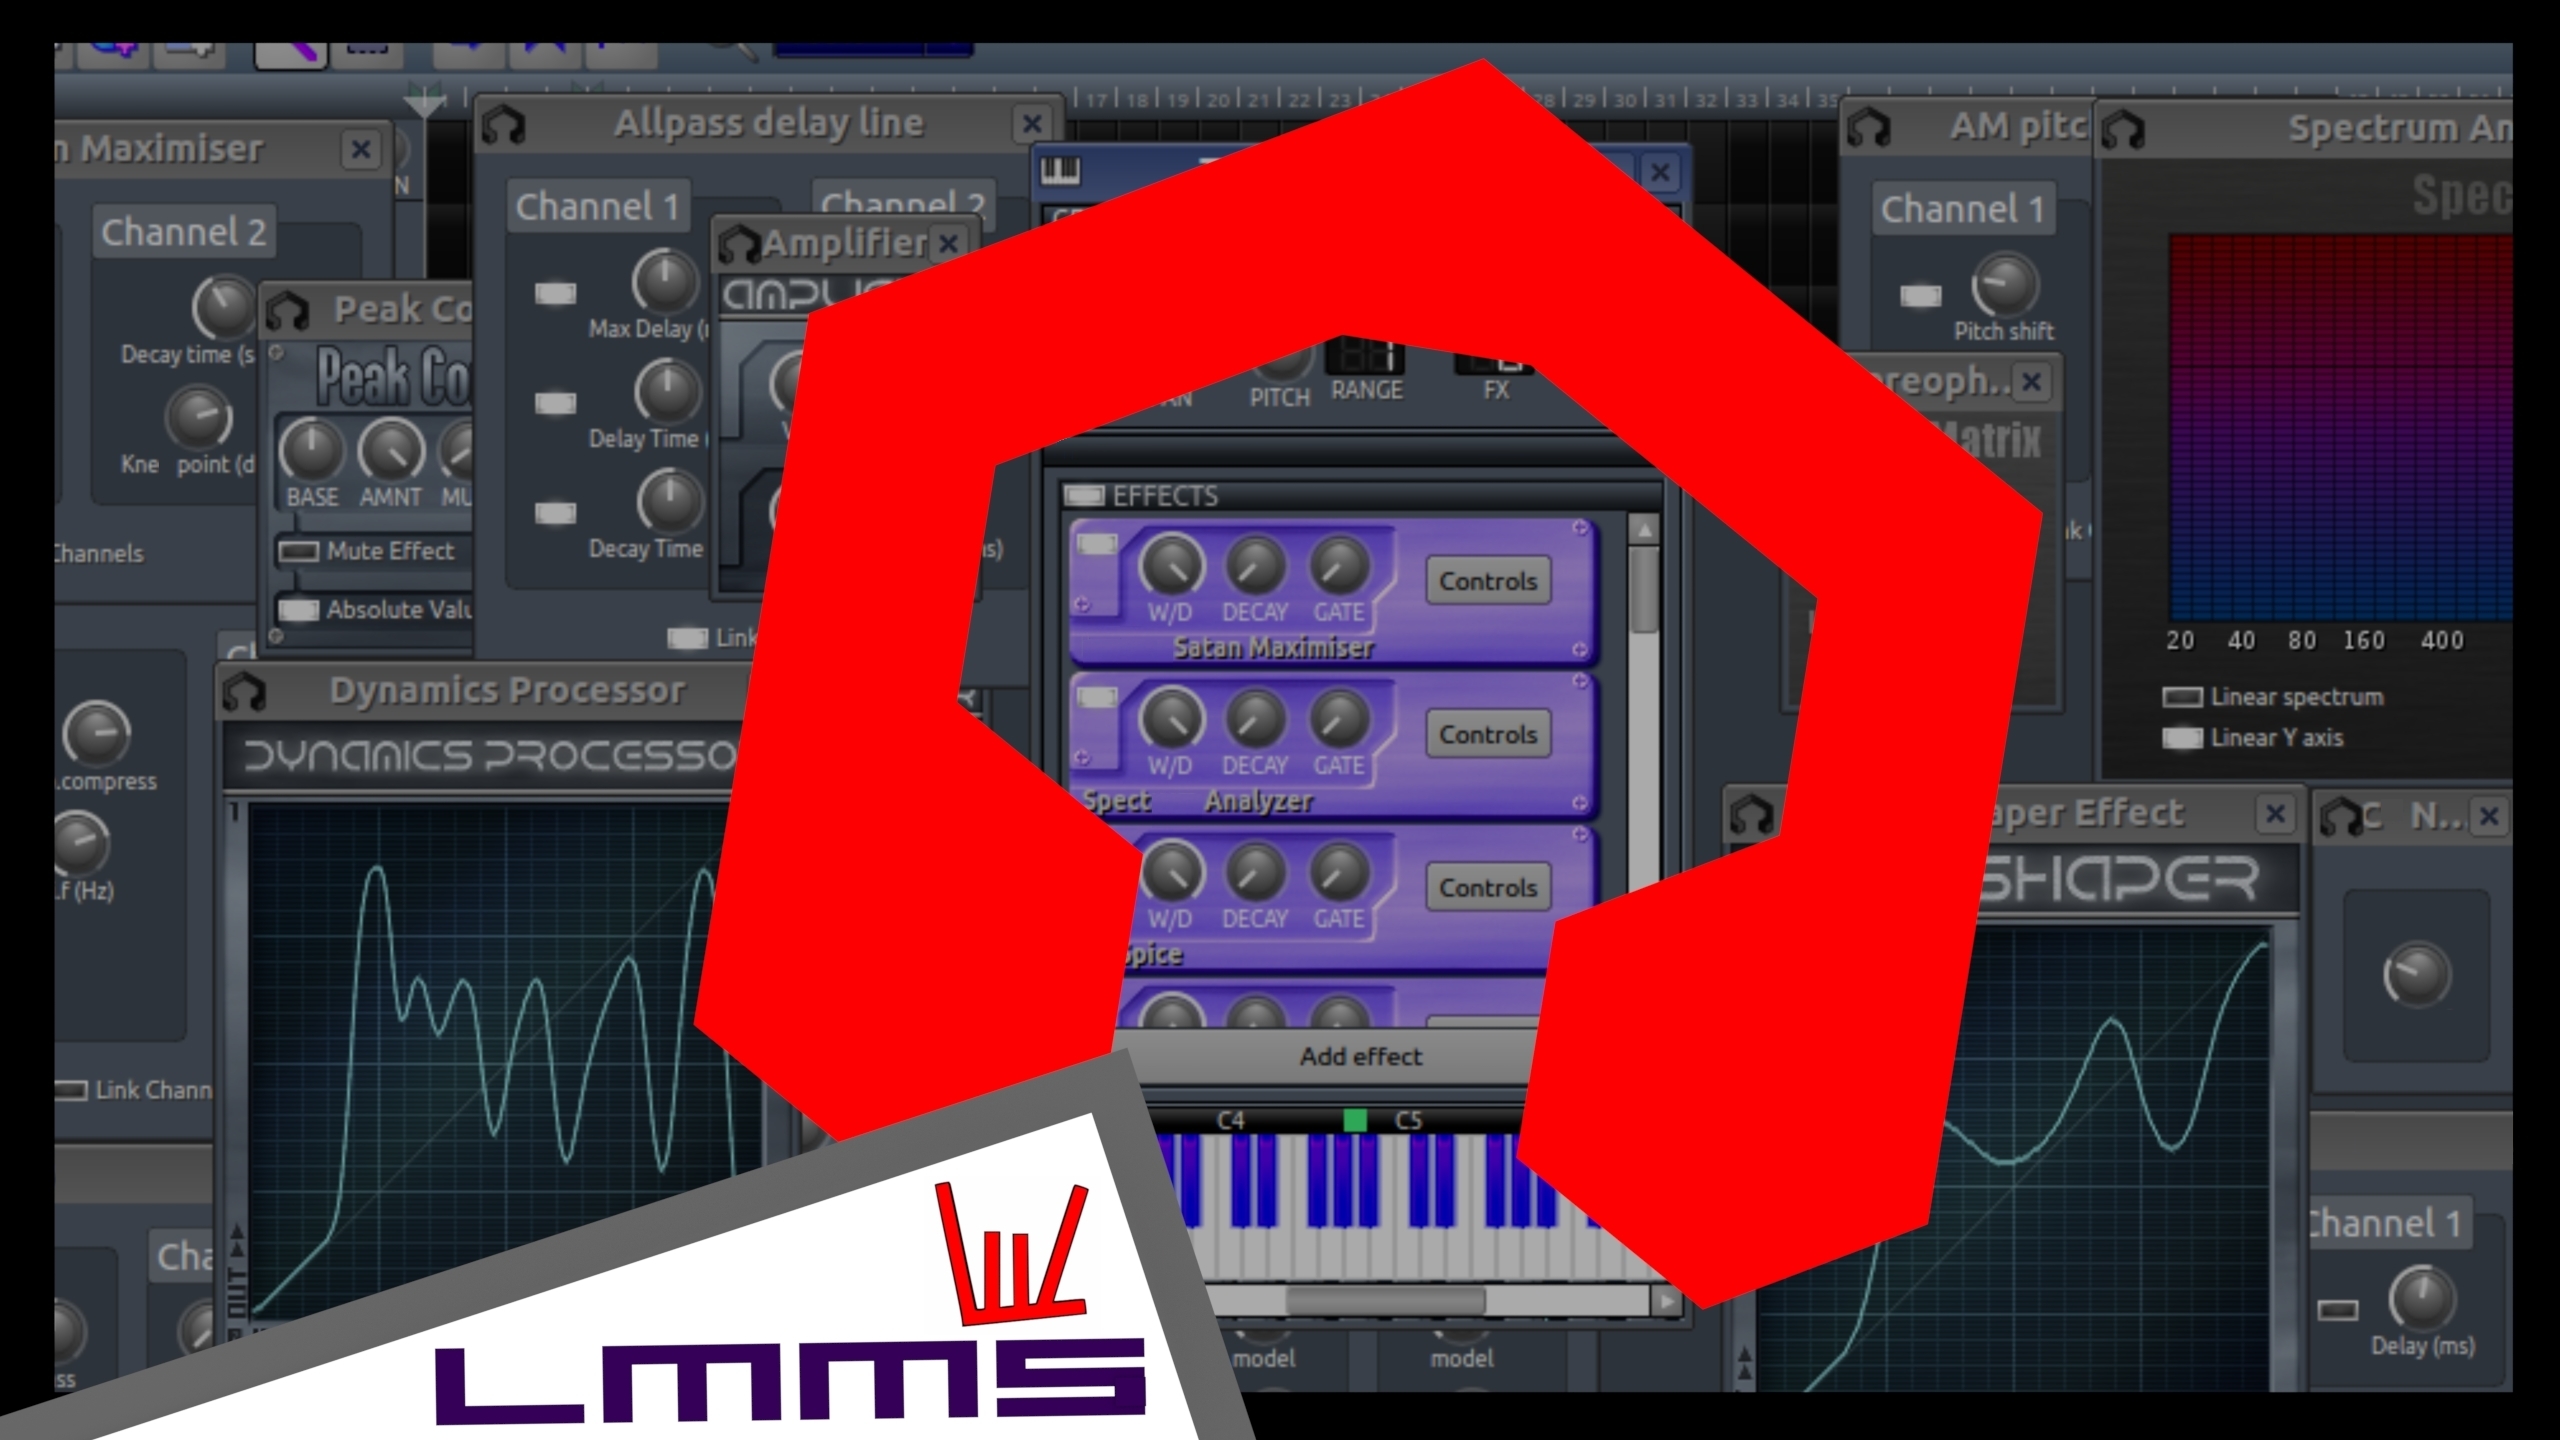 17 18 19 20 21 22 23 28 29 30 31 32 33 34 35
n Maximiser
Channel 2
Decay time (s
Kne point (d
Channels
Peak Co
Peak Co
BASE AMNT MU
Mute Effect
Absolute Valu
Allpass delay line
Channel 1
Channel 2
Max Delay (
Delay Time
Decay Time
Link
Amplifier
PITCH RANGE FX
EFFECTS
W/D DECAY GATE Controls
Satan Maximiser
W/D DECAY GATE Controls
Spect Analyzer
W/D DECAY GATE Controls
Spice
Add effect
C4 C5
model model
AM pitc
Channel 1
Pitch shift
reoph..
Matrix
Spectrum An
Spec
20 40 80 160 400
Linear spectrum
Linear Y axis
.compress
.f (Hz)
Link Chann
Cha
ss
Dynamics Processor
DYNAMICS PROCESSO
1
aper Effect
SHAPER
C N...
Channel 1
Delay (ms)
LMMS